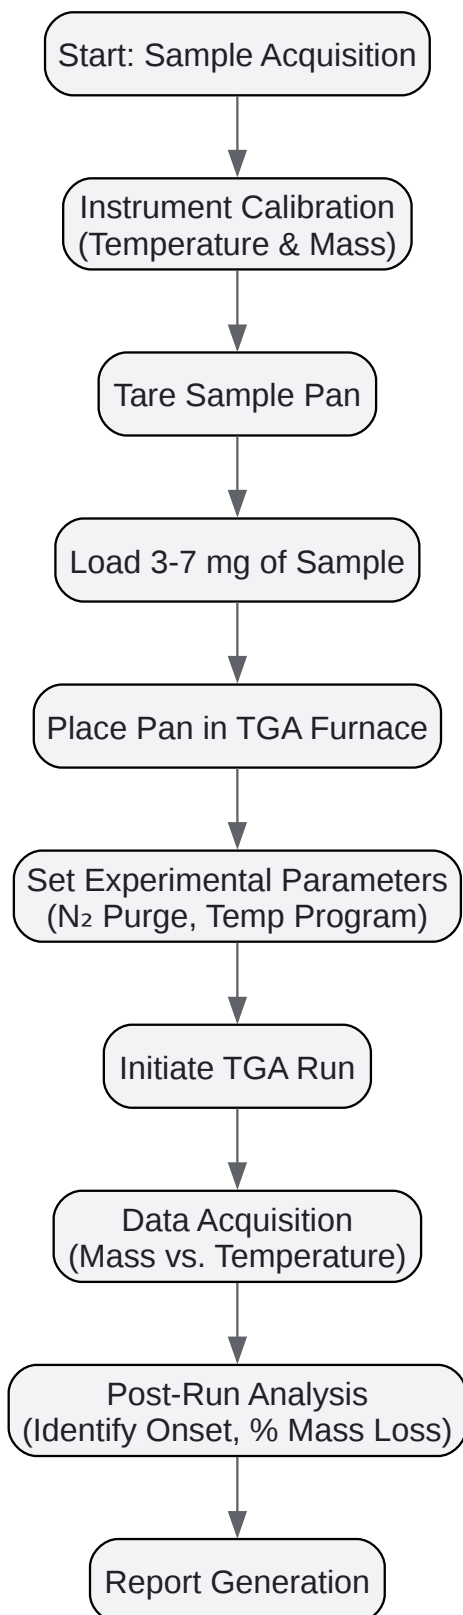 Start: Sample Acquisition
Instrument Calibration
(Temperature & Mass)
Tare Sample Pan
Load 3-7 mg of Sample
Place Pan in TGA Furnace
Set Experimental Parameters
(N₂ Purge, Temp Program)
Initiate TGA Run
Data Acquisition
(Mass vs. Temperature)
Post-Run Analysis
(Identify Onset, % Mass Loss)
Report Generation